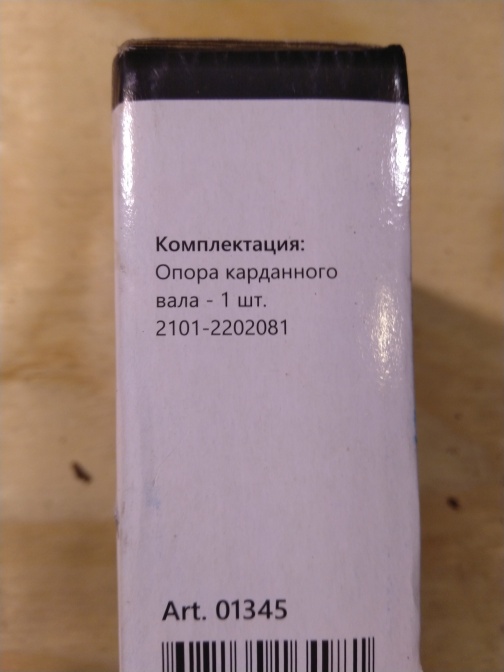 Комплектация:
Опора карданного
вала - 1 шт.
2101-2202081
Art. 01345